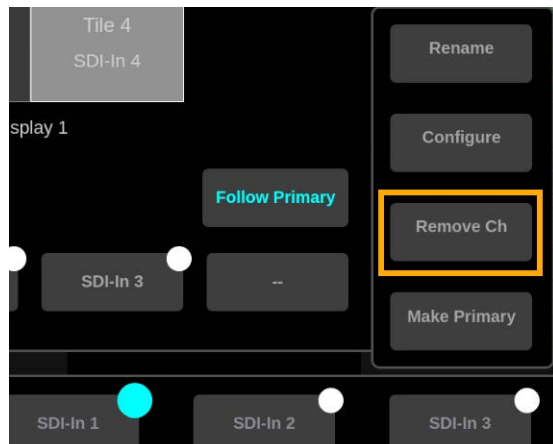 Tile 4
SDI-In 4
Rename
splay 1
Configure
Follow Primary
Remove Ch
SDI-In 3
--
Make Primary
SDI-In 1
SDI-In 2
SDI-In 3